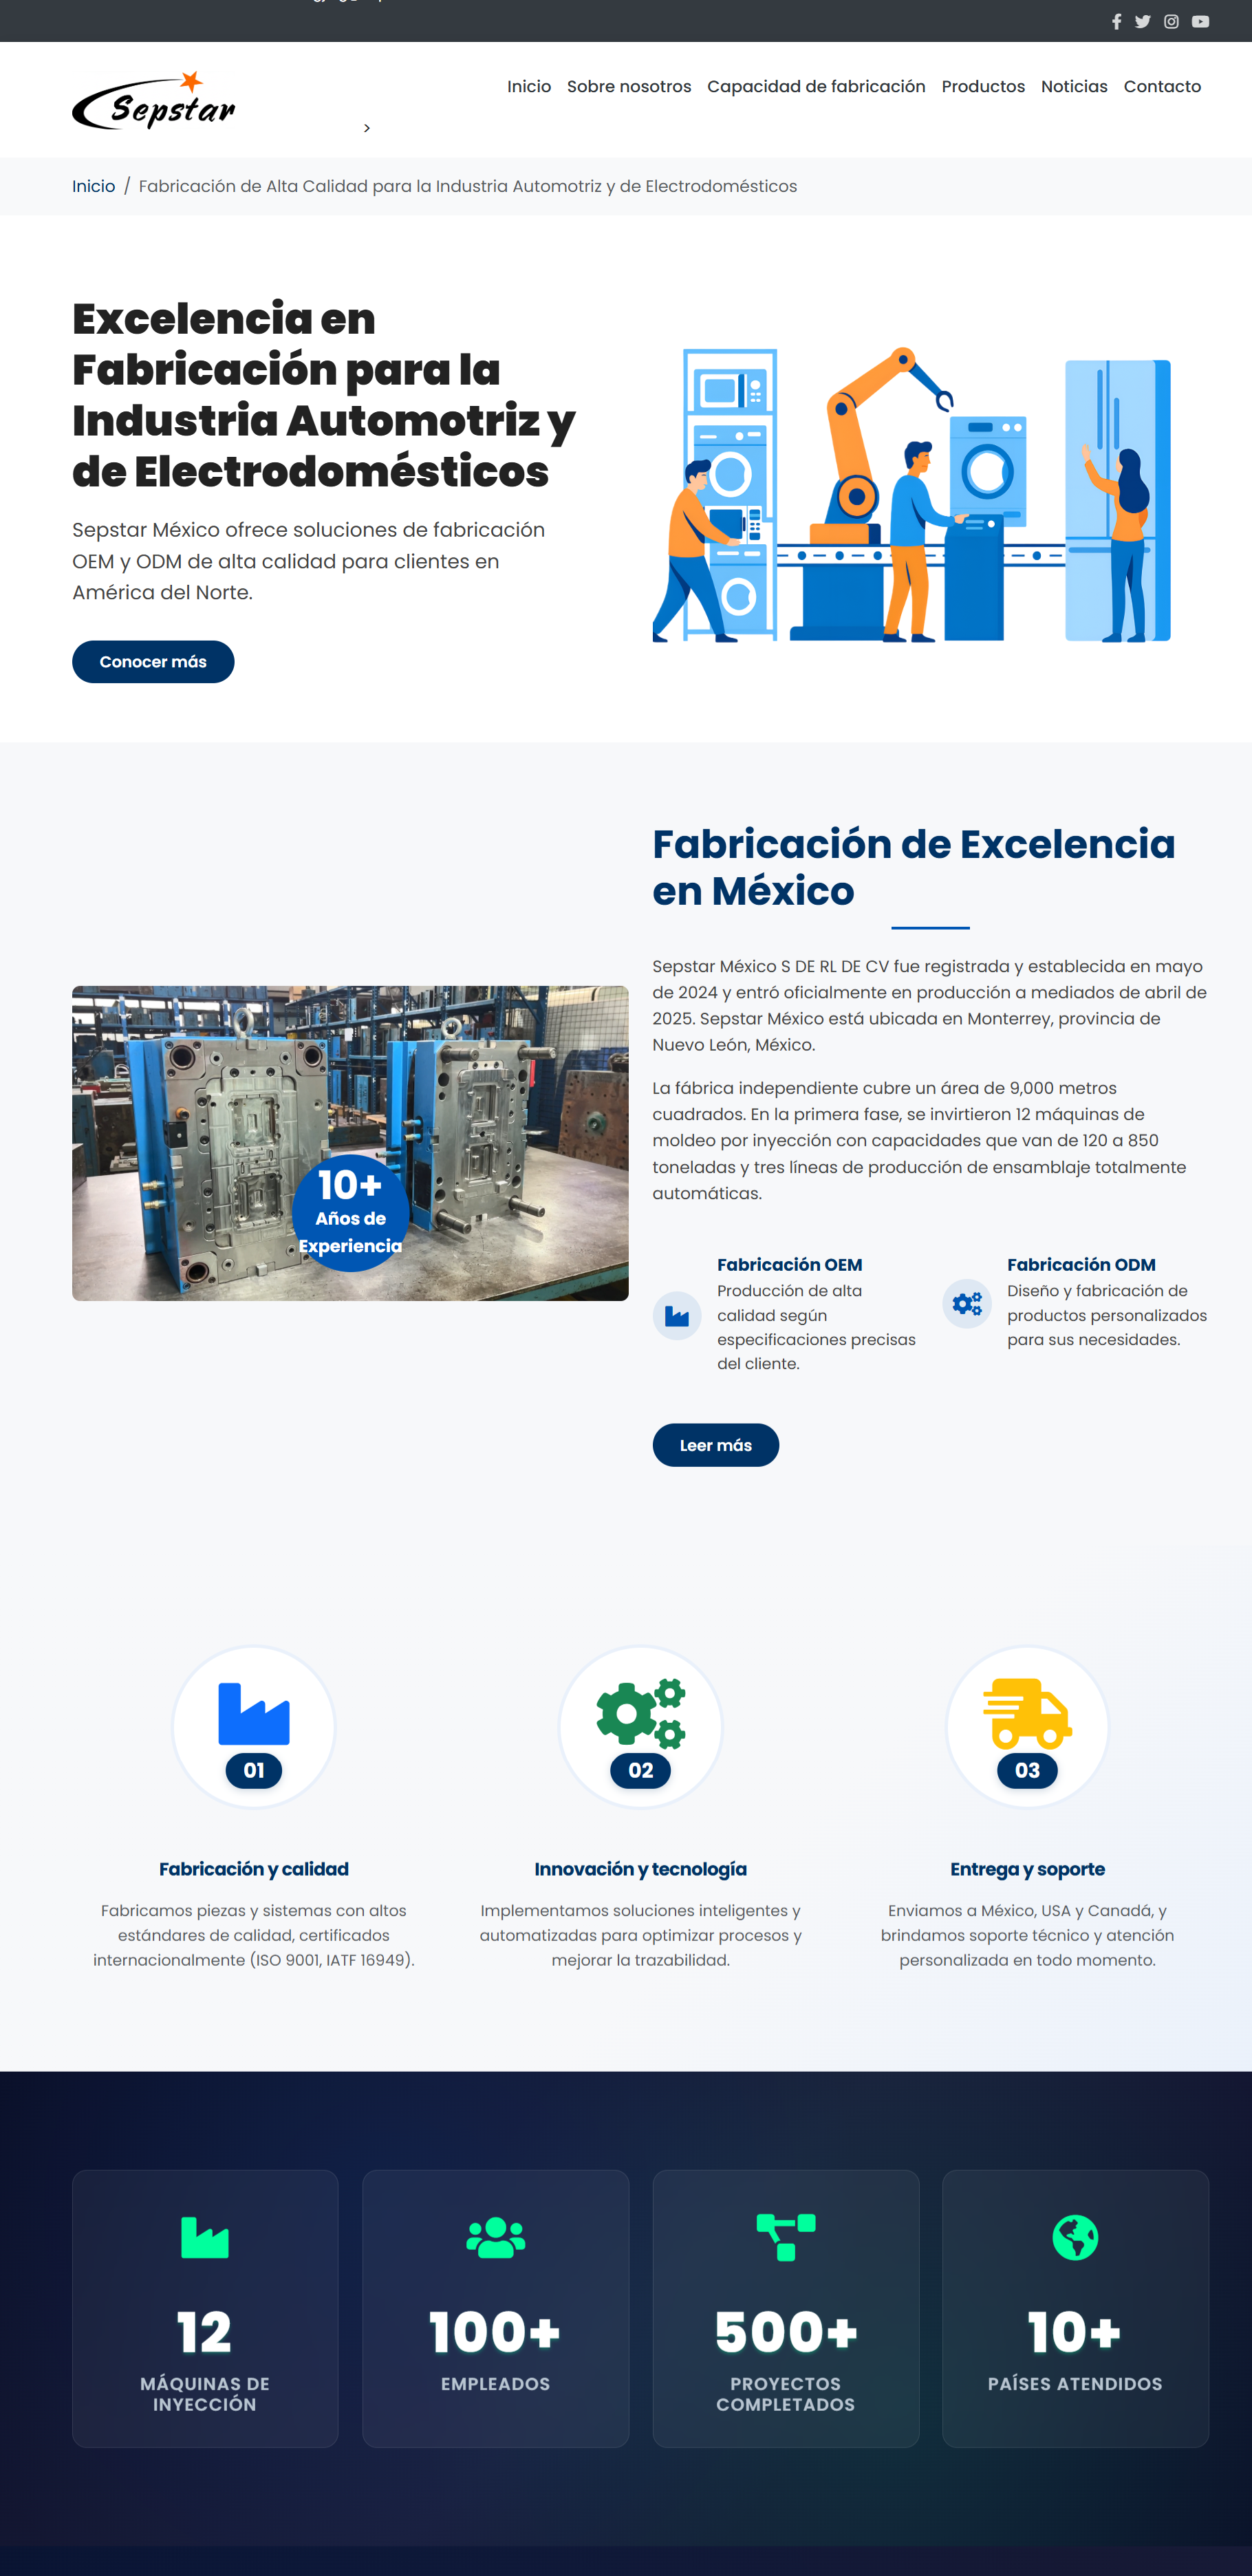 Sepstar
Inicio Sobre nosotros Capacidad de fabricación Productos Noticias Contacto
>
Inicio / Fabricación de Alta Calidad para la Industria Automotriz y de Electrodomésticos
Excelencia en
Fabricación para la
Industria Automotriz y
de Electrodomésticos
Sepstar México ofrece soluciones de fabricación
OEM y ODM de alta calidad para clientes en
América del Norte.
Conocer más
10+
Años de
Experiencia
Fabricación de Excelencia
en México
Sepstar México S DE RL DE CV fue registrada y establecida en mayo
de 2024 y entró oficialmente en producción a mediados de abril de
2025. Sepstar México está ubicada en Monterrey, provincia de
Nuevo León, México.
La fábrica independiente cubre un área de 9,000 metros
cuadrados. En la primera fase, se invirtieron 12 máquinas de
moldeo por inyección con capacidades que van de 120 a 850
toneladas y tres líneas de producción de ensamblaje totalmente
automáticas.
Fabricación OEM
Producción de alta
calidad según
especificaciones precisas
del cliente.
Fabricación ODM
Diseño y fabricación de
productos personalizados
para sus necesidades.
Leer más
01
Fabricación y calidad
Fabricamos piezas y sistemas con altos
estándares de calidad, certificados
internacionalmente (ISO 9001, IATF 16949).
02
Innovación y tecnología
Implementamos soluciones inteligentes y
automatizadas para optimizar procesos y
mejorar la trazabilidad.
03
Entrega y soporte
Enviamos a México, USA y Canadá, y
brindamos soporte técnico y atención
personalizada en todo momento.
12
MÁQUINAS DE
INYECCIÓN
100+
EMPLEADOS
500+
PROYECTOS
COMPLETADOS
10+
PAÍSES ATENDIDOS